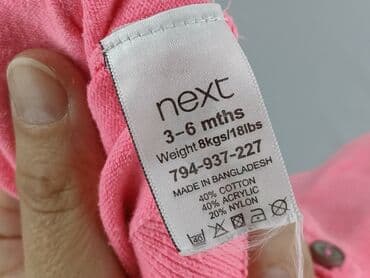 next
3-6 mths
Weight 8kgs/18lbs
794-937-227
MADE IN BANGLADESH
40% COTTON
40% ACRYLIC
20% NYLON
40